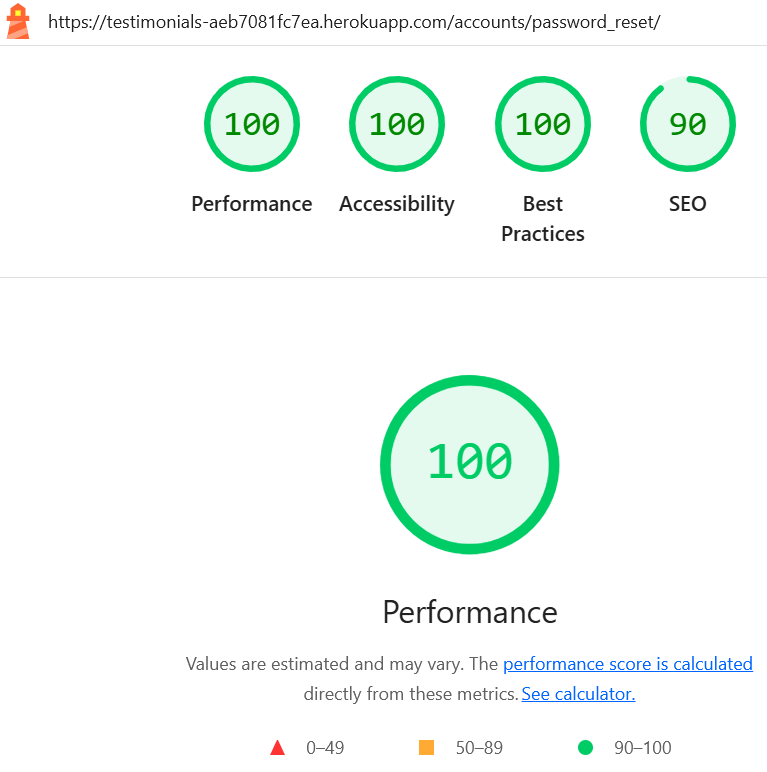 https://testimonials-aeb7081fc7ea.herokuapp.com/accounts/password_reset/
100 100 100 90
Performance Accessibility Best Practices SEO
100
Performance
Values are estimated and may vary. The performance score is calculated
directly from these metrics. See calculator.
0–49 50–89 90–100